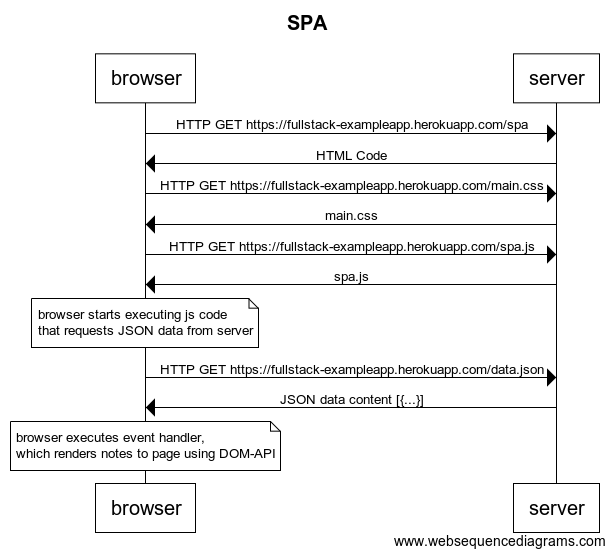 SPA
browser
server
HTTP GET https://fullstack-exampleapp.herokuapp.com/spa
HTML Code
HTTP GET https://fullstack-exampleapp.herokuapp.com/main.css
main.css
HTTP GET https://fullstack-exampleapp.herokuapp.com/spa.js
spa.js
browser starts executing js code
that requests JSON data from server
HTTP GET https://fullstack-exampleapp.herokuapp.com/data.json
JSON data content [{...}]
browser executes event handler,
which renders notes to page using DOM-API
browser
server
www.websequencediagrams.com